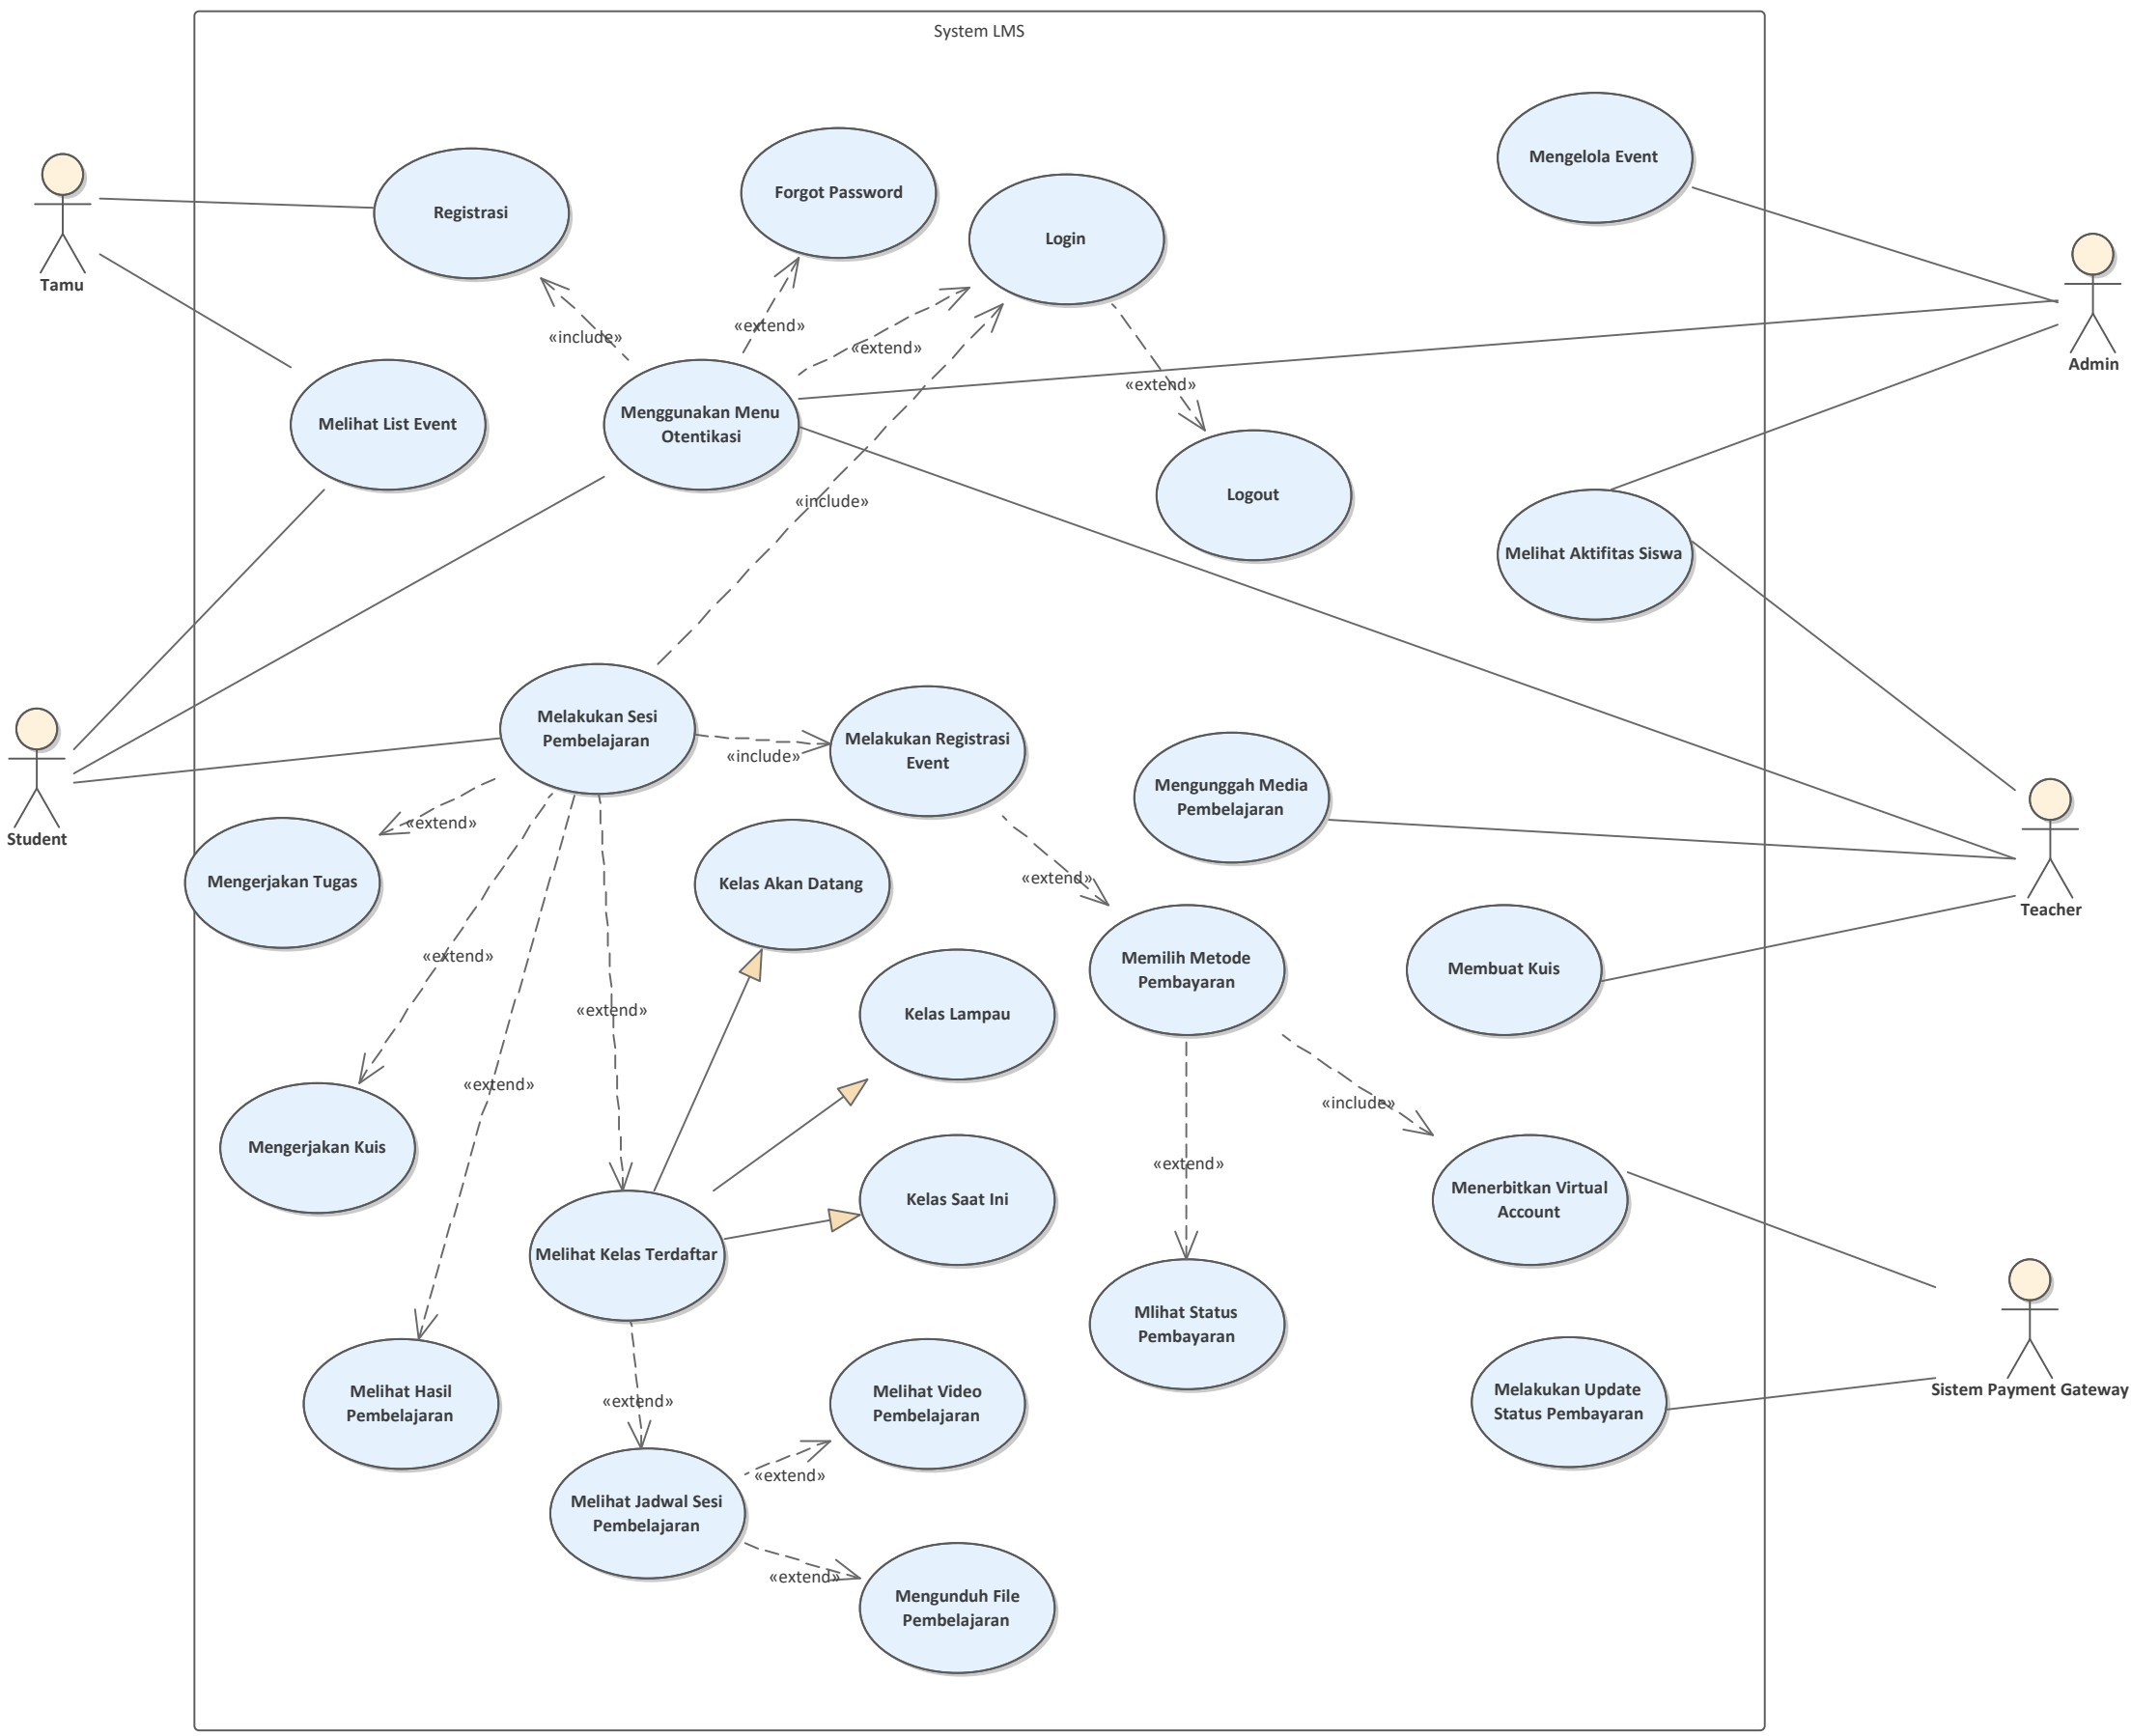 System LMS
Mengelola Event
Forgot Password
Registrasi
Login
Tamu
«include»
«extend»
«extend»
Admin
«extend»
Menggunakan Menu
Otentikasi
Melihat List Event
Logout
«include»
Melihat Aktifitas Siswa
Melakukan Sesi
Pembelajaran
Melakukan Registrasi
Event
«include»
Mengunggah Media
Pembelajaran
Student
«extend»
Mengerjakan Tugas
Kelas Akan Datang
«extend»
Teacher
«extend»
Memilih Metode
Pembayaran
Membuat Kuis
Kelas Lampau
«extend»
«extend»
«include»
Mengerjakan Kuis
«extend»
Kelas Saat Ini
Menerbitkan Virtual
Account
Melihat Kelas Terdaftar
Mlihat Status
Pembayaran
Melihat Hasil
Pembelajaran
«extend»
Melihat Video
Pembelajaran
Melakukan Update
Status Pembayaran
Sistem Payment Gateway
«extend»
Melihat Jadwal Sesi
Pembelajaran
«extend»
Mengunduh File
Pembelajaran